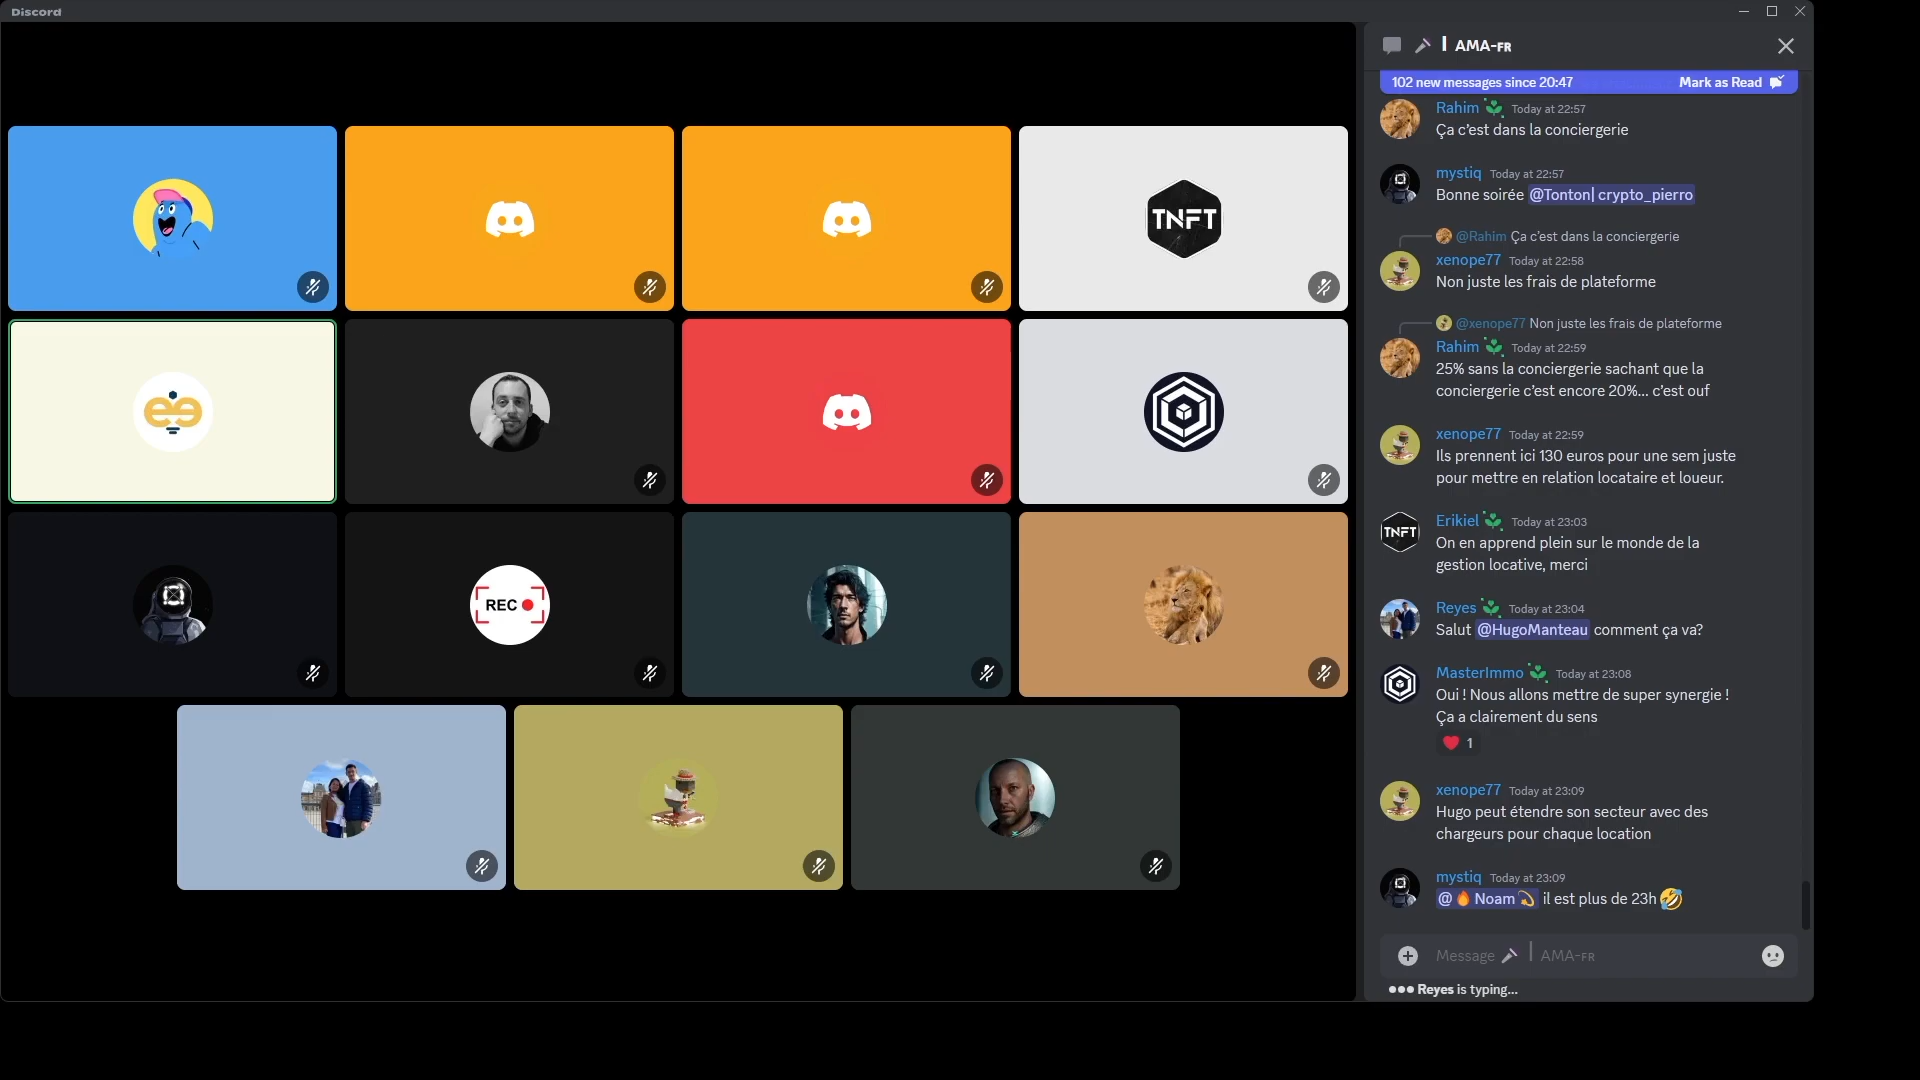 Discord
AMA-FR
102 new messages since 20:47 Mark as Read
Rahim Today at 22:57
Ça c'est dans la conciergerie
mystiq Today at 22:57
Bonne soirée @Tonton| crypto_pierro
@Rahim Ça c'est dans la conciergerie
xenope77 Today at 22:58
Non juste les frais de plateforme
@xenope77 Non juste les frais de plateforme
Rahim Today at 22:59
25% sans la conciergerie sachant que la
conciergerie c'est encore 20%... c'est ouf
xenope77 Today at 22:59
Ils prennent ici 130 euros pour une sem juste
pour mettre en relation locataire et loueur.
TNFT
Erikiel Today at 23:03
On en apprend plein sur le monde de la
gestion locative, merci
Reyes Today at 23:04
Salut @HugoManteau comment ça va?
MasterImmo Today at 23:08
Oui ! Nous allons mettre de super synergie !
Ça a clairement du sens
❤️ 1
xenope77 Today at 23:09
Hugo peut étendre son secteur avec des
chargeurs pour chaque location
mystiq Today at 23:09
@🔥 Noam 💫 il est plus de 23h 🤣
Message | AMA-FR
Reyes is typing...
TNFT
REC